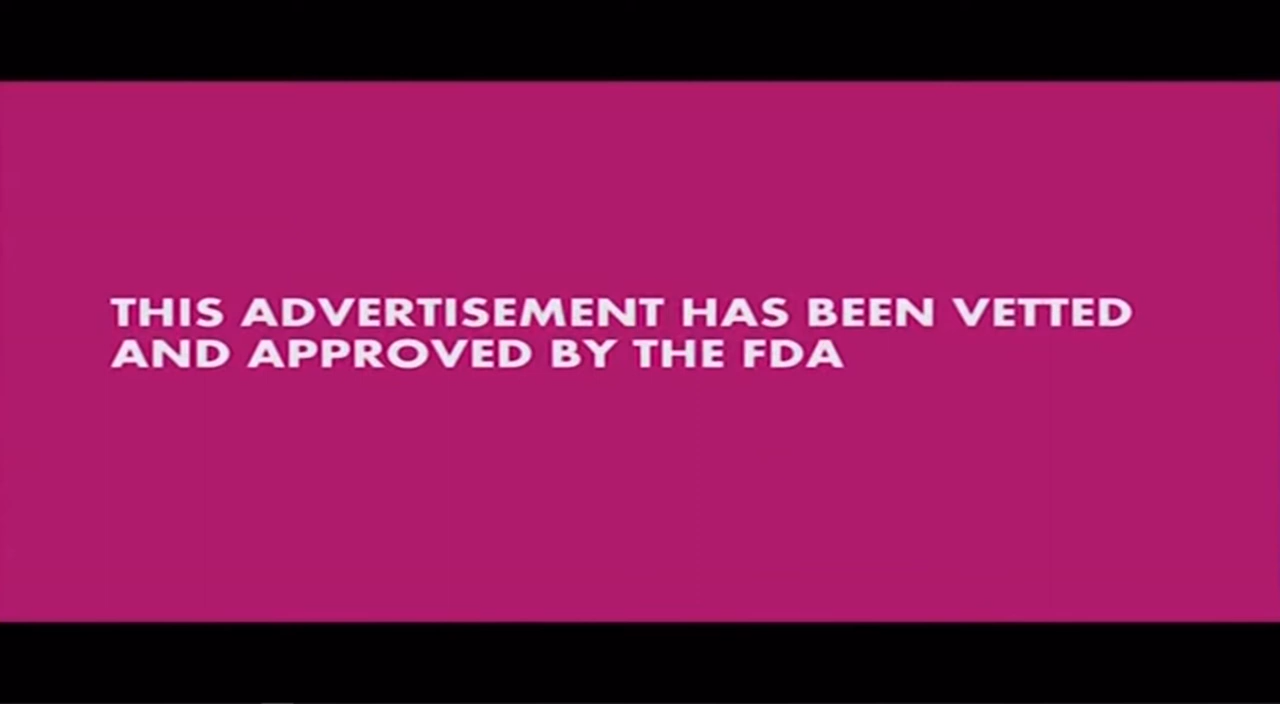 THIS ADVERTISEMENT HAS BEEN VETTED
AND APPROVED BY THE FDA